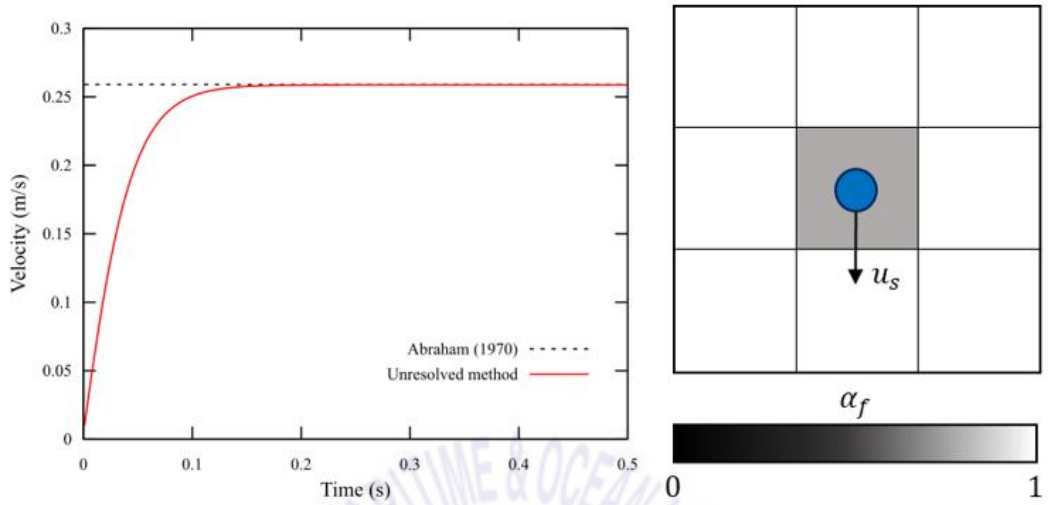 0.3
0.25
0.2
0.15
0.1
0.05
0
Velocity (m/s)
Abraham (1970)
Unresolved method
0 0.1 0.2 0.3 0.4 0.5
Time (s)
u_s
α_f
0 1